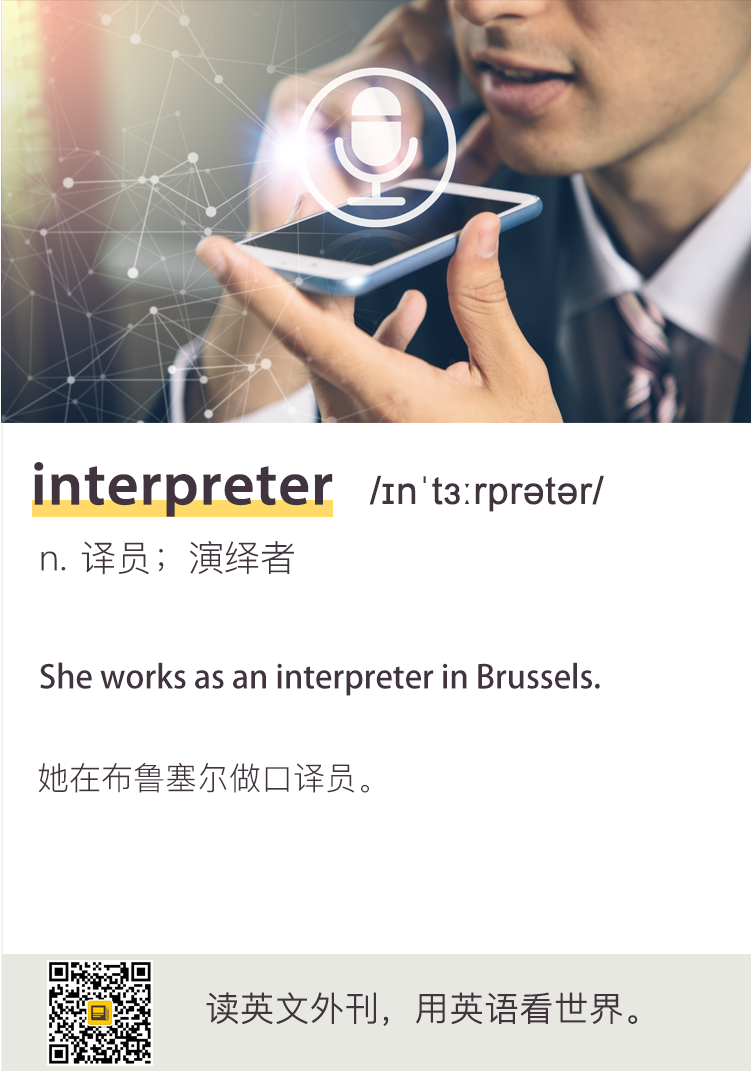 interpreter /ɪnˈtɜːrprətər/
n. 译员；演绎者
She works as an interpreter in Brussels.
她在布鲁塞尔做口译员。
读英文外刊，用英语看世界。